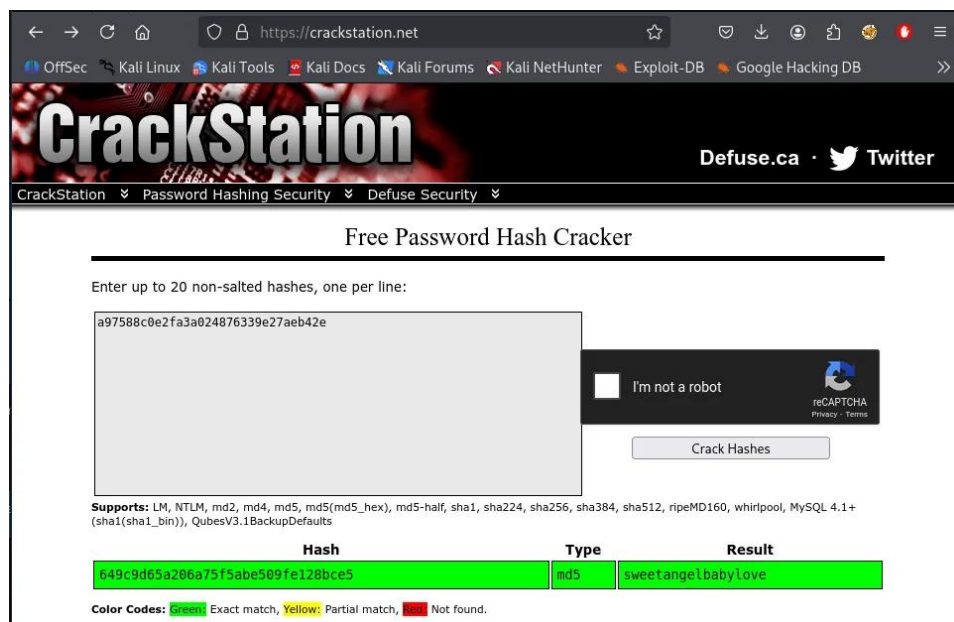 https://crackstation.net
OffSec Kali Linux Kali Tools Kali Docs Kali Forums Kali NetHunter Exploit-DB Google Hacking DB
CrackStation
Defuse.ca · Twitter
CrackStation Password Hashing Security Defuse Security
Free Password Hash Cracker
Enter up to 20 non-salted hashes, one per line:
a97588c0e2fa3a024876339e27aeb42e
I'm not a robot
reCAPTCHA
Privacy - Terms
Crack Hashes
Supports: LM, NTLM, md2, md4, md5, md5(md5_hex), md5-half, sha1, sha224, sha256, sha384, sha512, ripeMD160, whirlpool, MySQL 4.1+
(sha1(sha1_bin)), QubesV3.1BackupDefaults
Hash Type Result
649c9d65a206a75f5abe509fe128bce5 md5 sweetangelbabylove
Color Codes: Green: Exact match, Yellow: Partial match, Red: Not found.